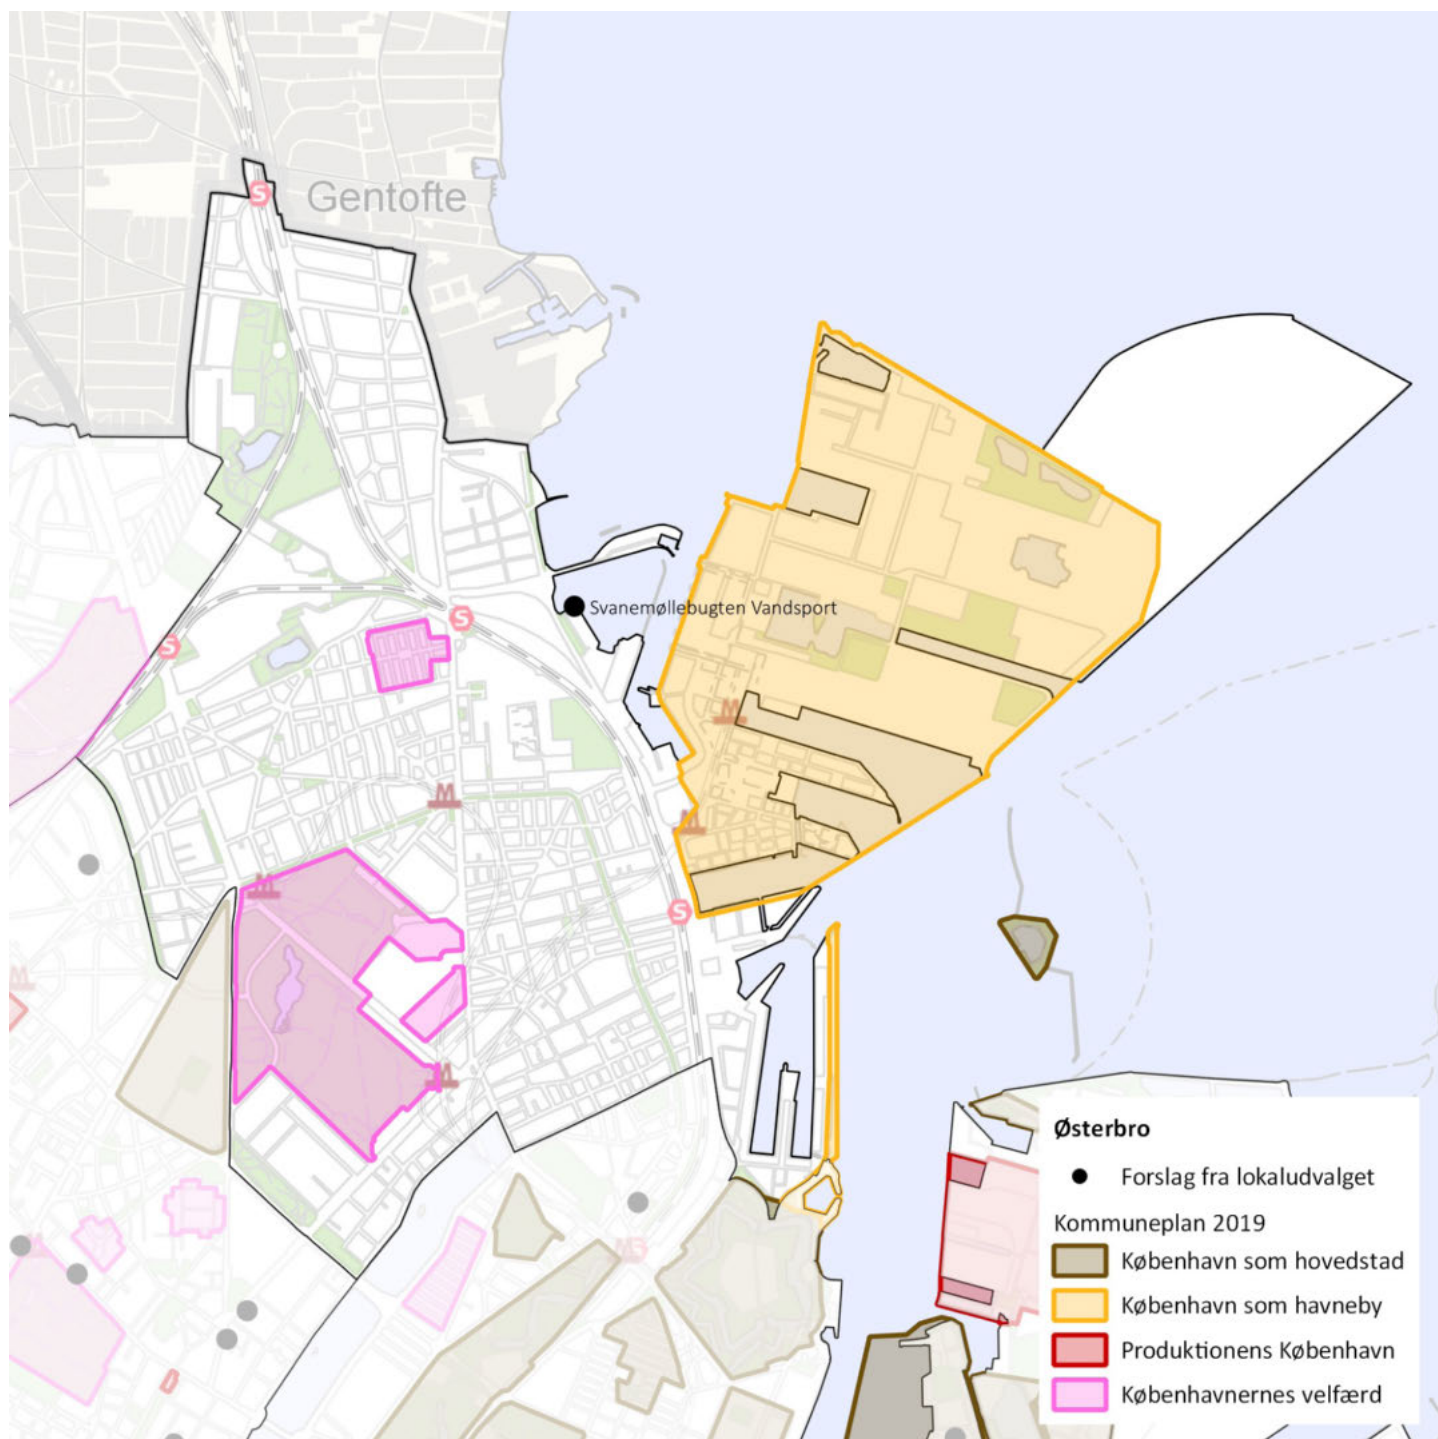 Gentofte
S
Svanemøllebugten Vandsport
S
S
M
M
M
M
S
M
M
M
M3
Østerbro
Forslag fra lokaludvalget
Kommuneplan 2019
København som hovedstad
København som havneby
Produktionens København
Københavnernes velfærd